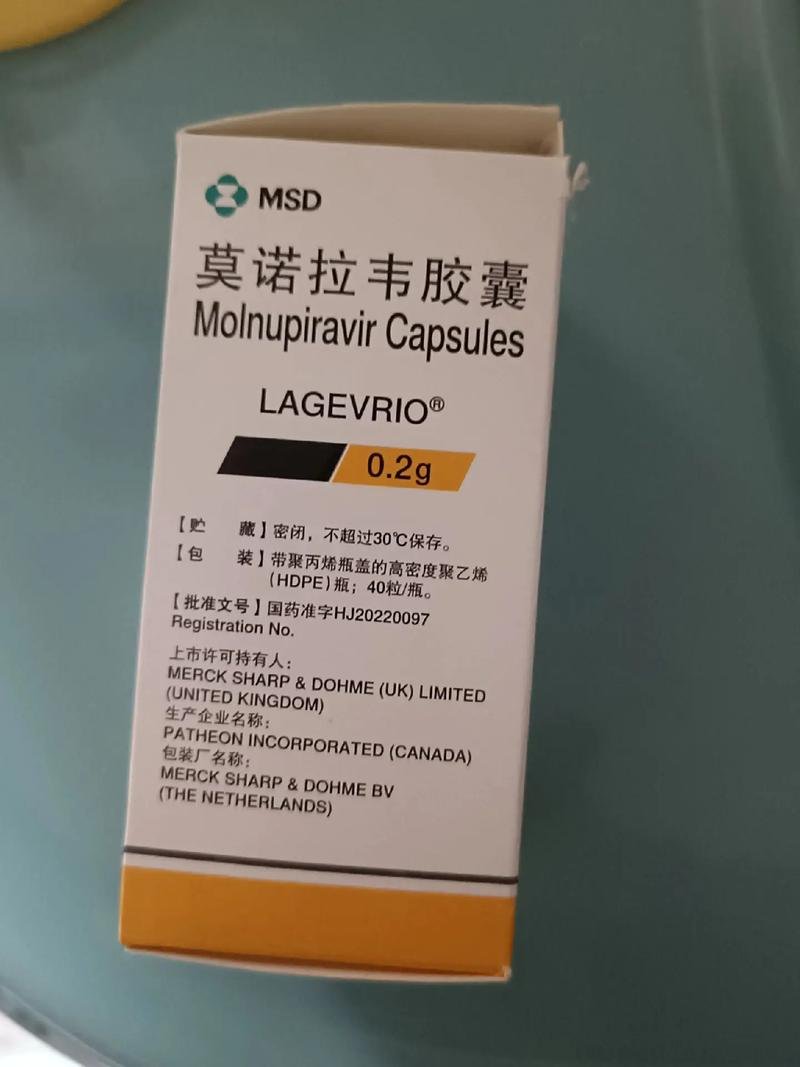 MSD
莫诺拉韦胶囊
Molnupiravir Capsules
LAGEVRIO®
0.2g
【贮 藏】密闭，不超过30℃保存。
【包 装】带聚丙烯瓶盖的高密度聚乙烯
(HDPE)瓶；40粒/瓶。
【批准文号】国药准字HJ20220097
Registration No.
上市许可持有人：
MERCK SHARP & DOHME (UK) LIMITED
(UNITED KINGDOM)
生产企业名称：
PATHEON INCORPORATED (CANADA)
包装厂名称：
MERCK SHARP & DOHME BV
(THE NETHERLANDS)